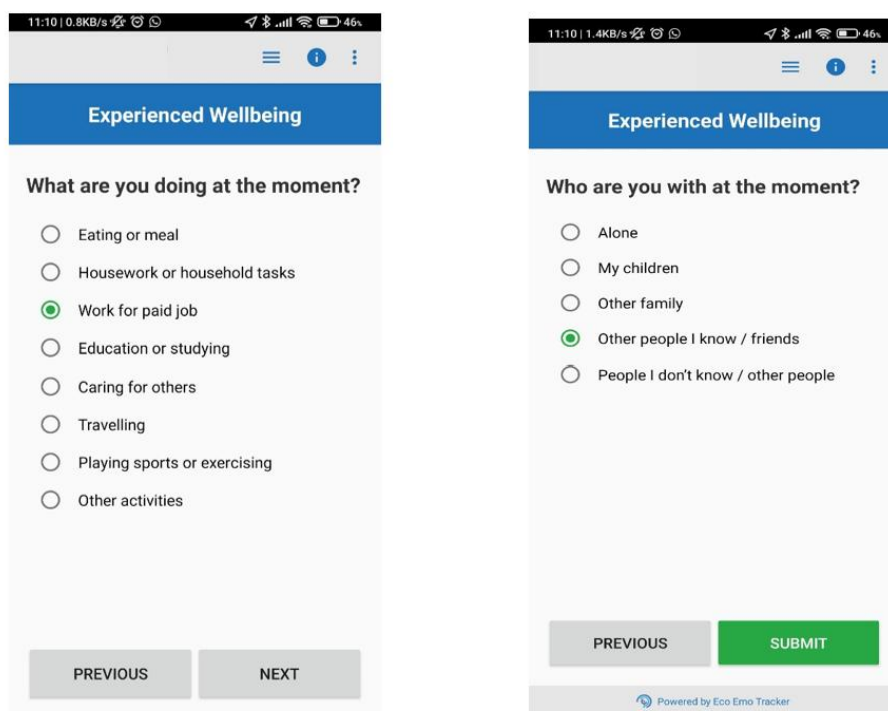 11:10 | 0.8KB/s
46%
Experienced Wellbeing
What are you doing at the moment?
Eating or meal
Housework or household tasks
Work for paid job
Education or studying
Caring for others
Travelling
Playing sports or exercising
Other activities
PREVIOUS NEXT
11:10 | 1.4KB/s
46%
Experienced Wellbeing
Who are you with at the moment?
Alone
My children
Other family
Other people I know / friends
People I don't know / other people
PREVIOUS SUBMIT
Powered by Eco Emo Tracker